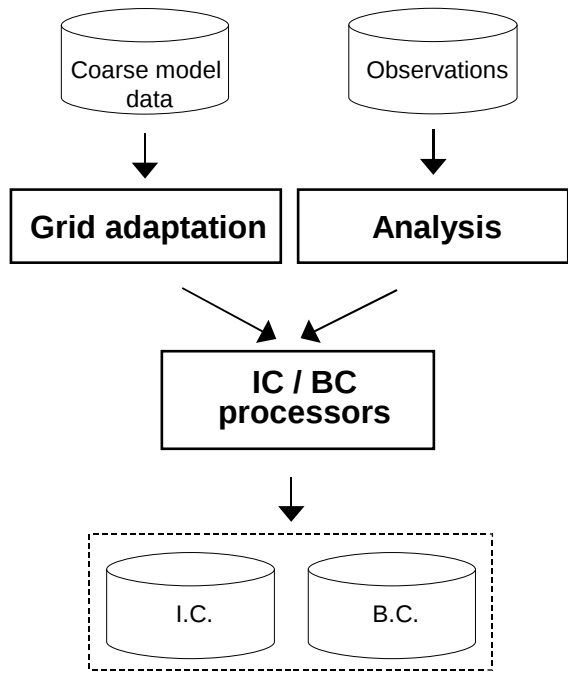 Coarse model
data
Observations
Grid adaptation
Analysis
IC / BC
processors
I.C.
B.C.